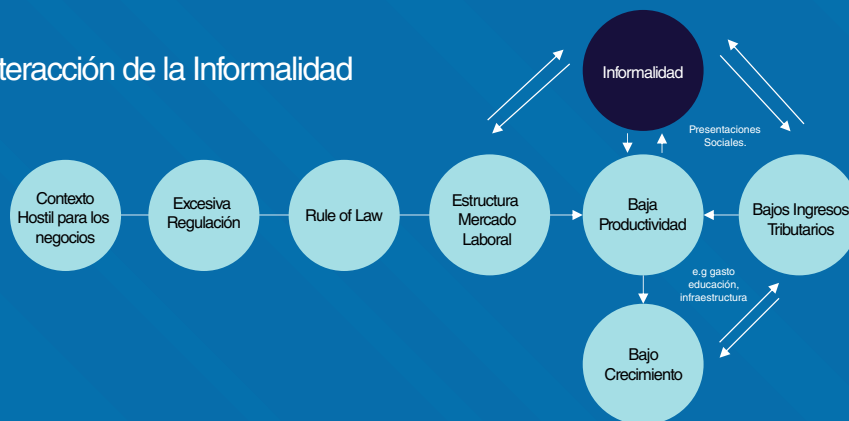 teracción de la Informalidad
Informalidad
Presentaciones
Sociales.
Contexto
Hostil para los
negocios
Excesiva
Regulación
Rule of Law
Estructura
Mercado
Laboral
Baja
Productividad
Bajos Ingresos
Tributarios
e.g gasto
educación,
infraestructura
Bajo
Crecimiento